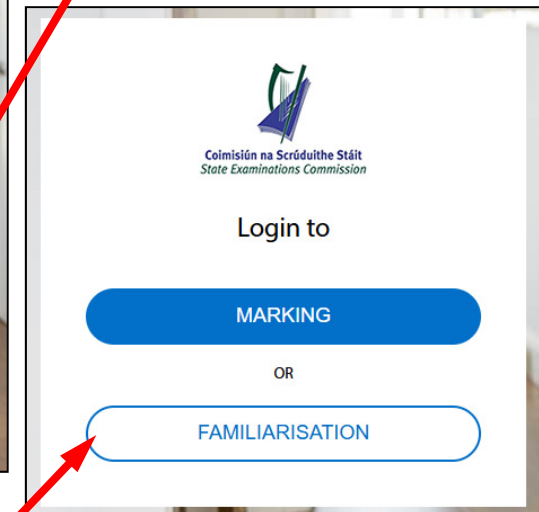 Coimisiún na Scrúduithe Stáit
State Examinations Commission
Login to
MARKING
OR
FAMILIARISATION